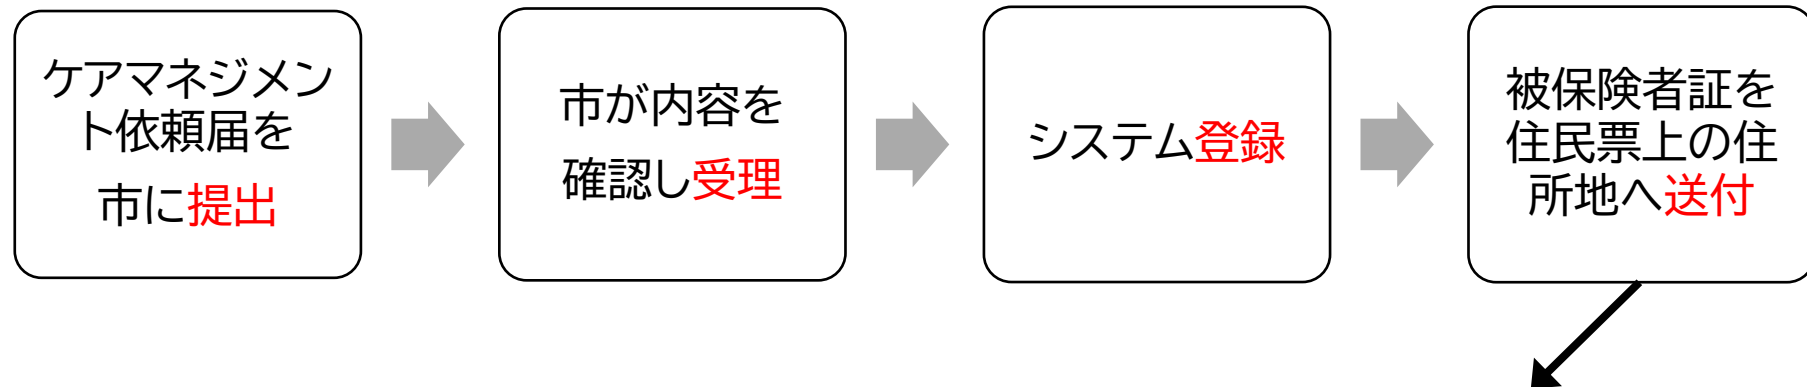 ケアマネジメン
ト依頼届を
市に提出
市が内容を
確認し受理
システム登録
被保険者証を
住民票上の住
所地へ送付